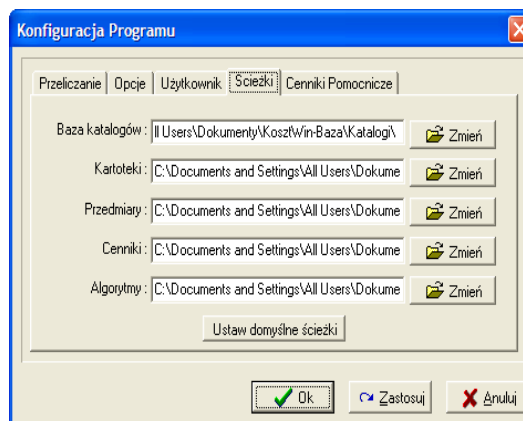 Konfiguracja Programu
Przeliczanie Opcje Użytkownik Ścieżki Cenniki Pomocnicze
Baza katalogów : ll Users\Dokumenty\KosztWin-Baza\Katalogi\ Zmień
Kartoteki : C:\Documents and Settings\All Users\Dokume Zmień
Przedmiary : C:\Documents and Settings\All Users\Dokume Zmień
Cenniki : C:\Documents and Settings\All Users\Dokume Zmień
Algorytmy : C:\Documents and Settings\All Users\Dokume Zmień
Ustaw domyślne ścieżki
Ok Zastosuj Anuluj